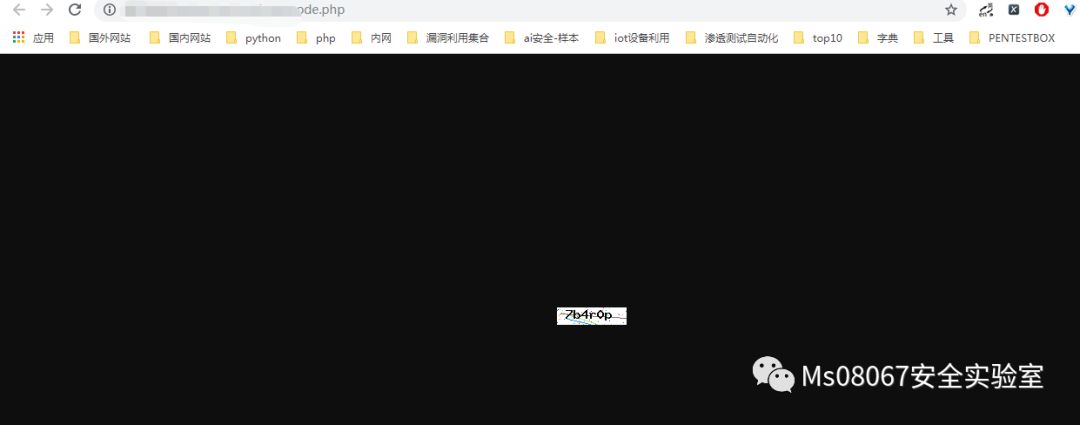 ode.php
应用 国外网站 国内网站 python php 内网 漏洞利用集合 ai安全-样本 iot设备利用 渗透测试自动化 top10 字典 工具 PENTESTBOX
7b4r0p
Ms08067安全实验室